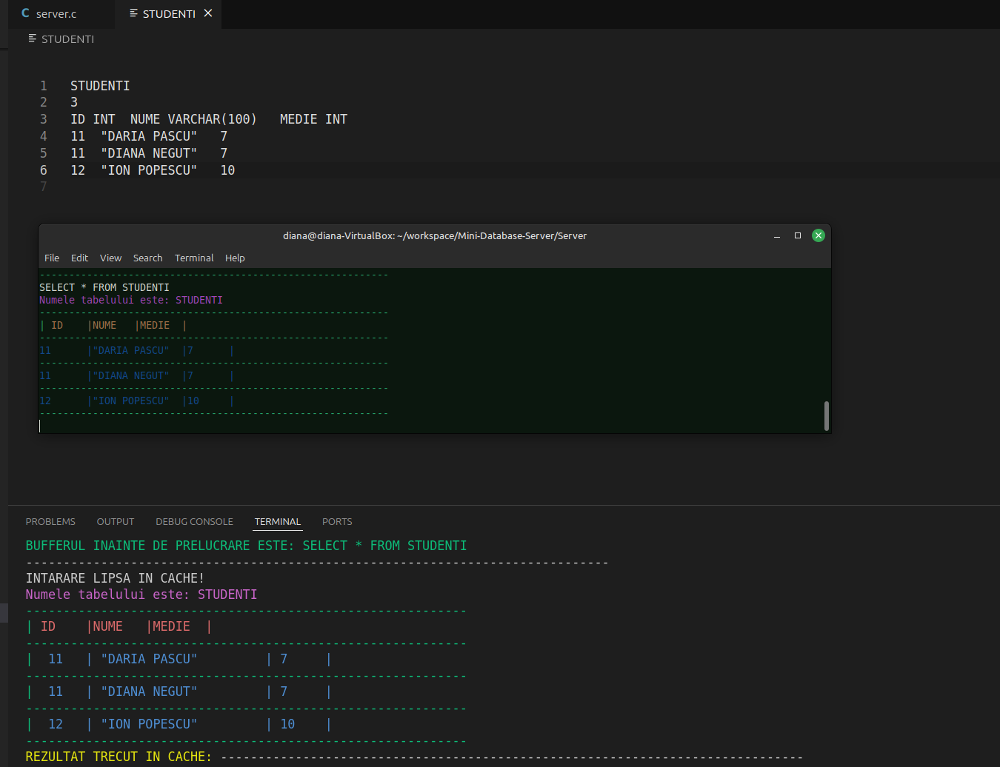 C server.c STUDENTI
STUDENTI
1 STUDENTI
2 3
3 ID INT NUME VARCHAR(100) MEDIE INT
4 11 "DARIA PASCU" 7
5 11 "DIANA NEGUT" 7
6 12 "ION POPESCU" 10
7
diana@diana-VirtualBox: ~/workspace/Mini-Database-Server/Server
File Edit View Search Terminal Help
-----------------------------------------------------------
SELECT * FROM STUDENTI
Numele tabelului este: STUDENTI
-----------------------------------------------------------
| ID |NUME |MEDIE |
-----------------------------------------------------------
11 |"DARIA PASCU" |7 |
-----------------------------------------------------------
11 |"DIANA NEGUT" |7 |
-----------------------------------------------------------
12 |"ION POPESCU" |10 |
-----------------------------------------------------------
PROBLEMS OUTPUT DEBUG CONSOLE TERMINAL PORTS
BUFFERUL INAINTE DE PRELUCRARE ESTE: SELECT * FROM STUDENTI
------------------------------------------------------------------------------
INTARARE LIPSA IN CACHE!
Numele tabelului este: STUDENTI
-----------------------------------------------------------
| ID |NUME |MEDIE |
-----------------------------------------------------------
| 11 | "DARIA PASCU" | 7 |
-----------------------------------------------------------
| 11 | "DIANA NEGUT" | 7 |
-----------------------------------------------------------
| 12 | "ION POPESCU" | 10 |
-----------------------------------------------------------
REZULTAT TRECUT IN CACHE: ------------------------------------------------------------------------------